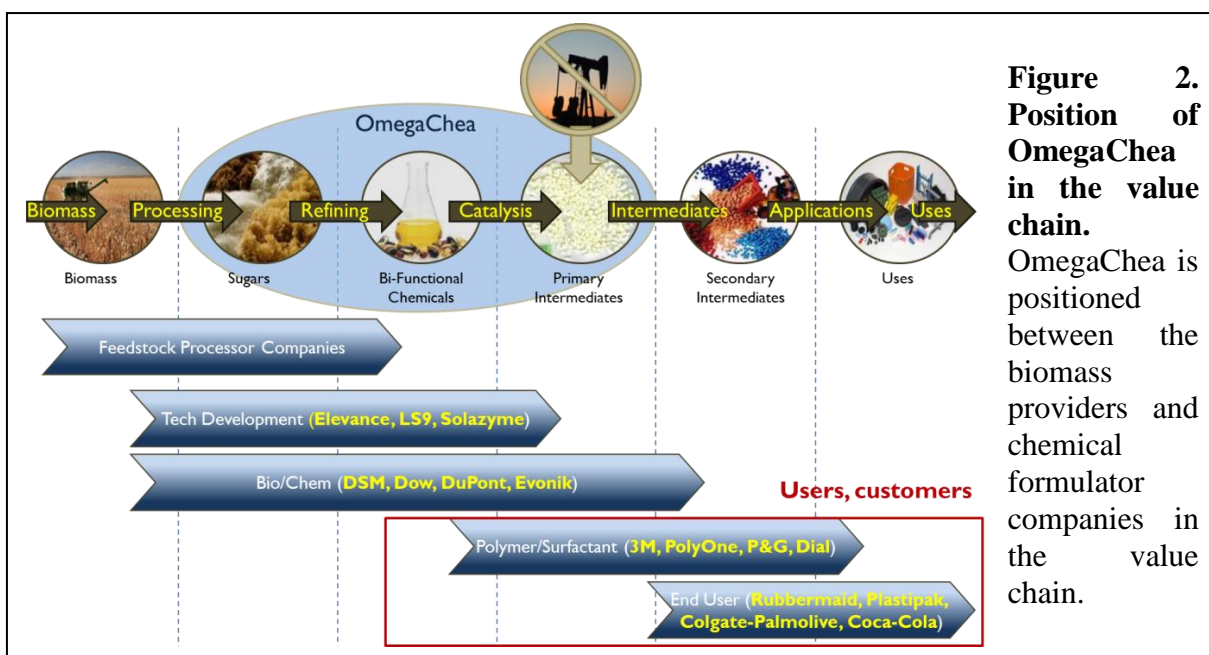 OmegaChea
Biomass
Processing
Refining
Catalysis
Intermediates
Applications
Uses
Biomass
Sugars
Bi-Functional
Chemicals
Primary
Intermediates
Secondary
Intermediates
Uses
Feedstock Processor Companies
Tech Development (Elevance, LS9, Solazyme)
Bio/Chem (DSM, Dow, DuPont, Evonik)
Users, customers
Polymer/Surfactant (3M, PolyOne, P&G, Dial)
End User (Rubbermaid, Plastipak,
Colgate-Palmolive, Coca-Cola)
Figure 2.
Position of
OmegaChea
in the value
chain.
OmegaChea is
positioned
between the
biomass
providers and
chemical
formulator
companies in
the value
chain.